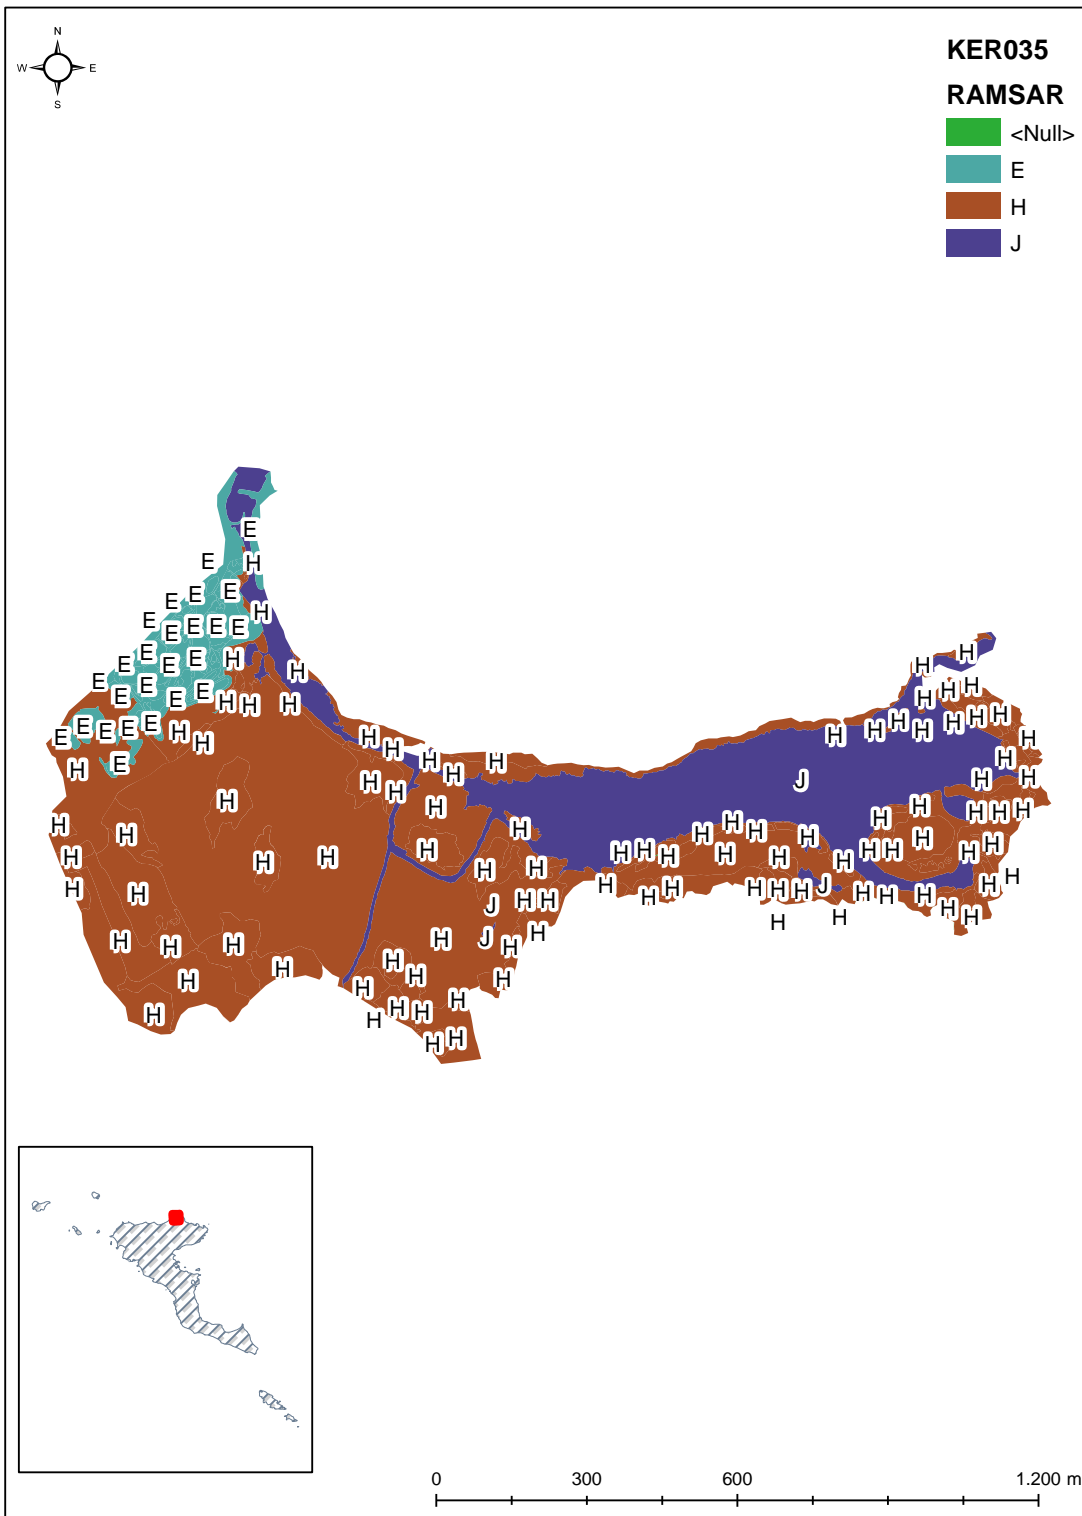 N
W E
S
KER035
RAMSAR
<Null>
E
H
J
E
E H
E E E
H
E E E E E
E E E E H
E E E H
E E E E H H H
E E E E E H H
E H
H H H H H
H H
H H H H
H H H H H H
H H H H
H H H H
H H H H J
H H H H H
H H H H H H H
H H H H H H H H
H H H H H H H H
H H H H H H H J H H H H H
H H J H H H H H H
H H H H J H H
H H H H H
H H H H H
H H H
H H
0 300 600 1.200 m